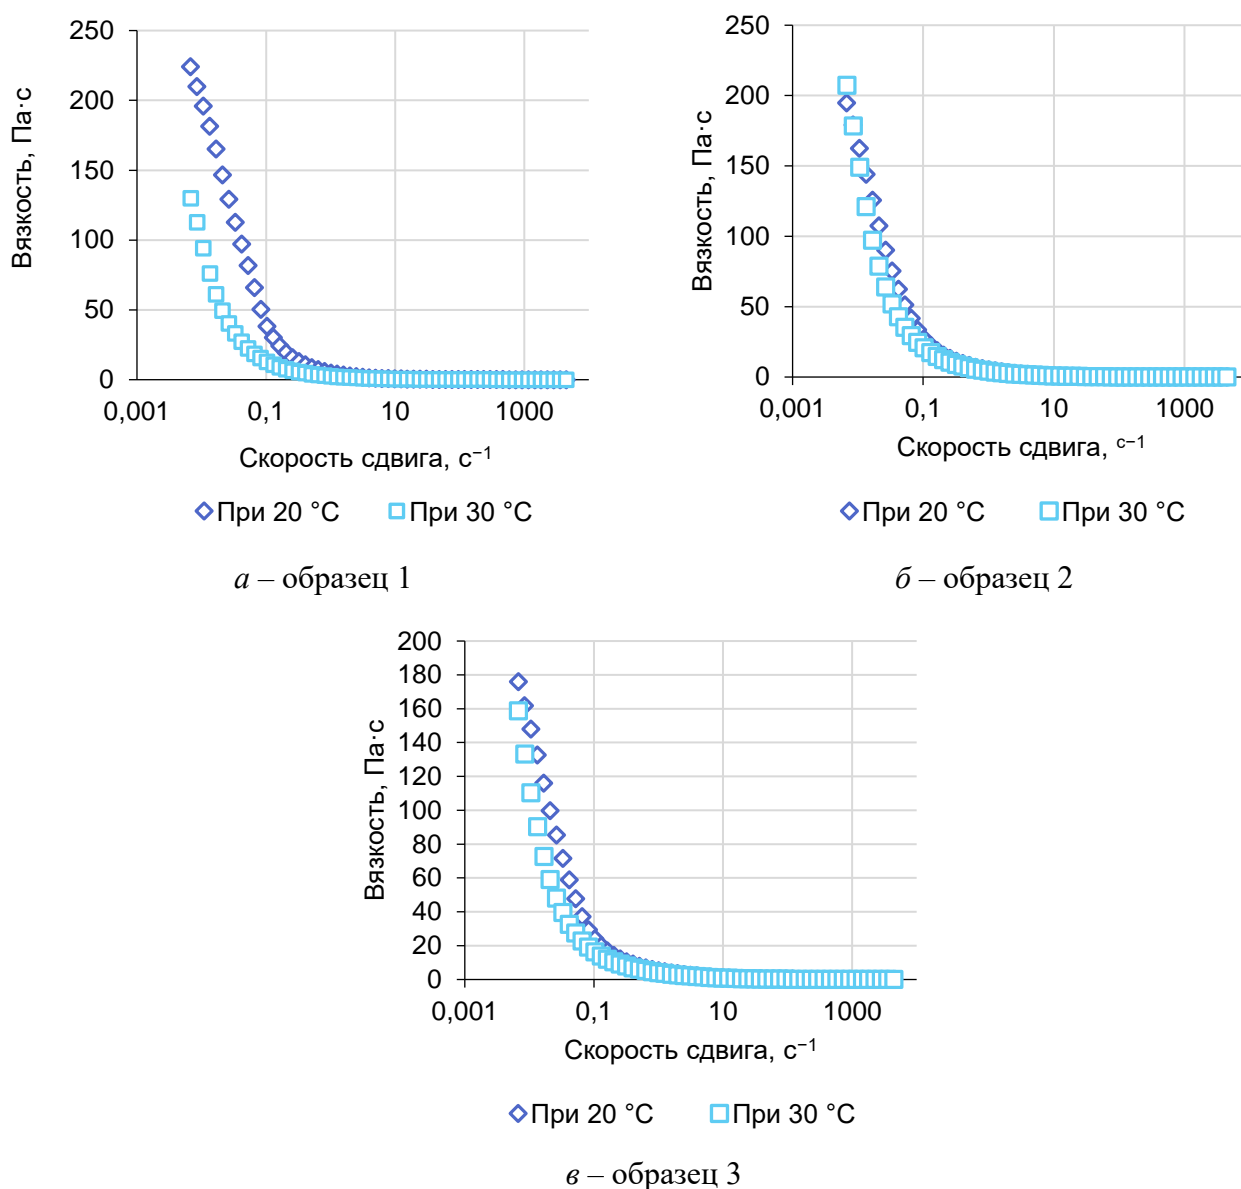 250
200
150
100
50
0
Вязкость, Па·с
0,001 0,1 10 1000
Скорость сдвига, с−1
При 20 °C При 30 °C
а – образец 1
250
200
150
100
50
0
Вязкость, Па·с
0,001 0,1 10 1000
Скорость сдвига, с−1
При 20 °C При 30 °C
б – образец 2
200
180
160
140
120
100
80
60
40
20
0
Вязкость, Па·с
0,001 0,1 10 1000
Скорость сдвига, с−1
При 20 °C При 30 °C
в – образец 3